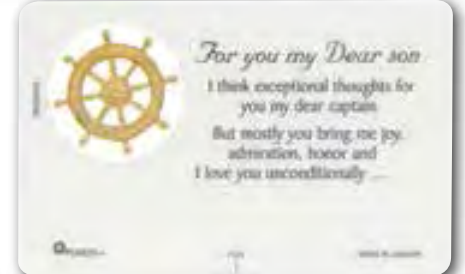 For you my Dear son
I think exceptional thoughts for
you my dear captain
But mostly you bring me joy,
admiration, honor and
I love you unconditionally ...